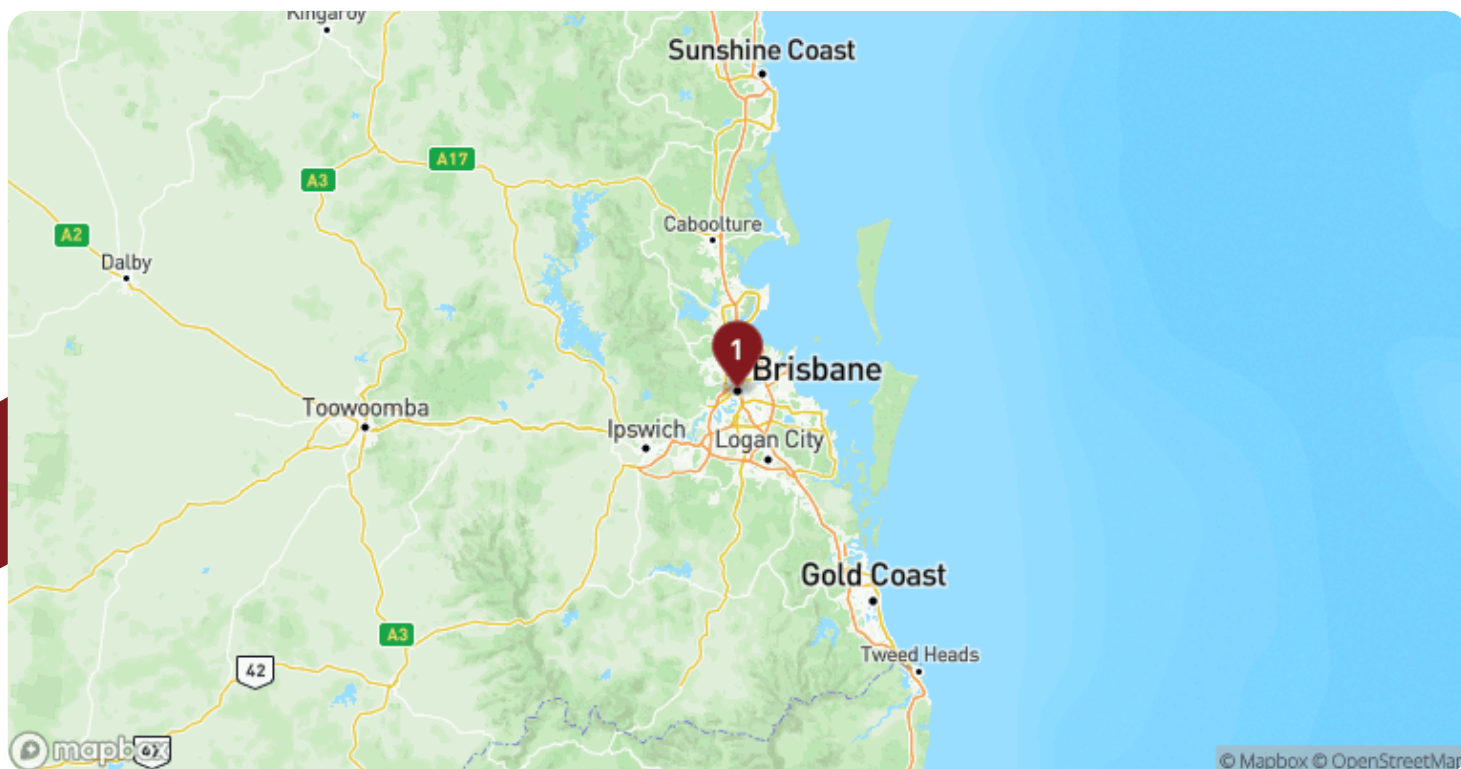 Kingaroy
Sunshine Coast
A17
A3
Caboolture
A2
Dalby
1
Brisbane
Toowoomba
Ipswich
Logan City
Gold Coast
A3
Tweed Heads
42
mapbox
42
© Mapbox © OpenStreetMap